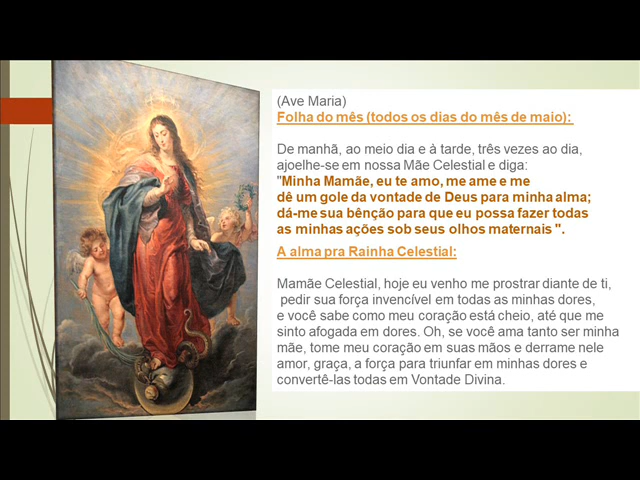 (Ave Maria)
Folha do mês (todos os dias do mês de maio):
De manhã, ao meio dia e à tarde, três vezes ao dia,
ajoelhe-se em nossa Mãe Celestial e diga:
"Minha Mamãe, eu te amo, me ame e me
dê um gole da vontade de Deus para minha alma;
dá-me sua bênção para que eu possa fazer todas
as minhas ações sob seus olhos maternais ".
A alma pra Rainha Celestial:
Mamãe Celestial, hoje eu venho me prostrar diante de ti,
pedir sua força invencível em todas as minhas dores,
e você sabe como meu coração está cheio, até que me
sinto afogada em dores. Oh, se você ama tanto ser minha
mãe, tome meu coração em suas mãos e derrame nele
amor, graça, a força para triunfar em minhas dores e
convertê-las todas em Vontade Divina.